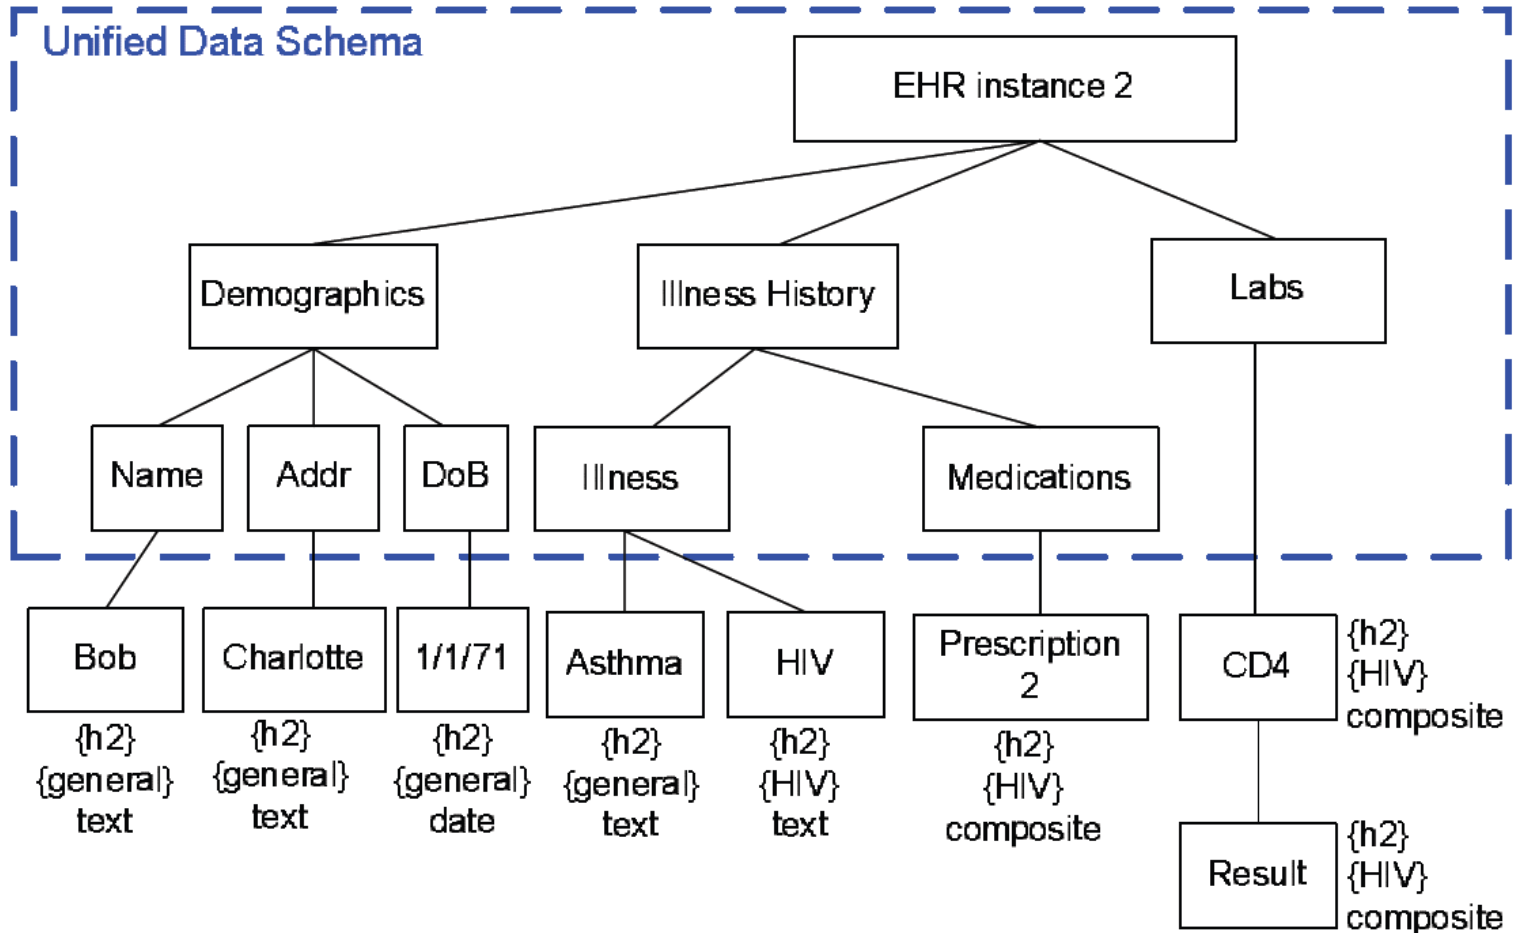 Unified Data Schema
EHR instance 2
Demographics
Illness History
Labs
Name
Addr
DoB
Illness
Medications
Bob
Charlotte
1/1/71
Asthma
HIV
Prescription
2
CD4
{h2}
{HIV}
composite
{h2}
{general}
text
{h2}
{general}
text
{h2}
{general}
date
{h2}
{general}
text
{h2}
{HIV}
text
{h2}
{HIV}
composite
Result
{h2}
{HIV}
composite